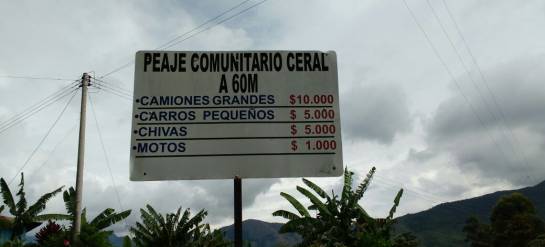 PEAJE COMUNITARIO CERAL
A 60M
•CAMIONES GRANDES $10.000
•CARROS PEQUEÑOS $ 5.000
•CHIVAS $ 5.000
•MOTOS $ 1.000